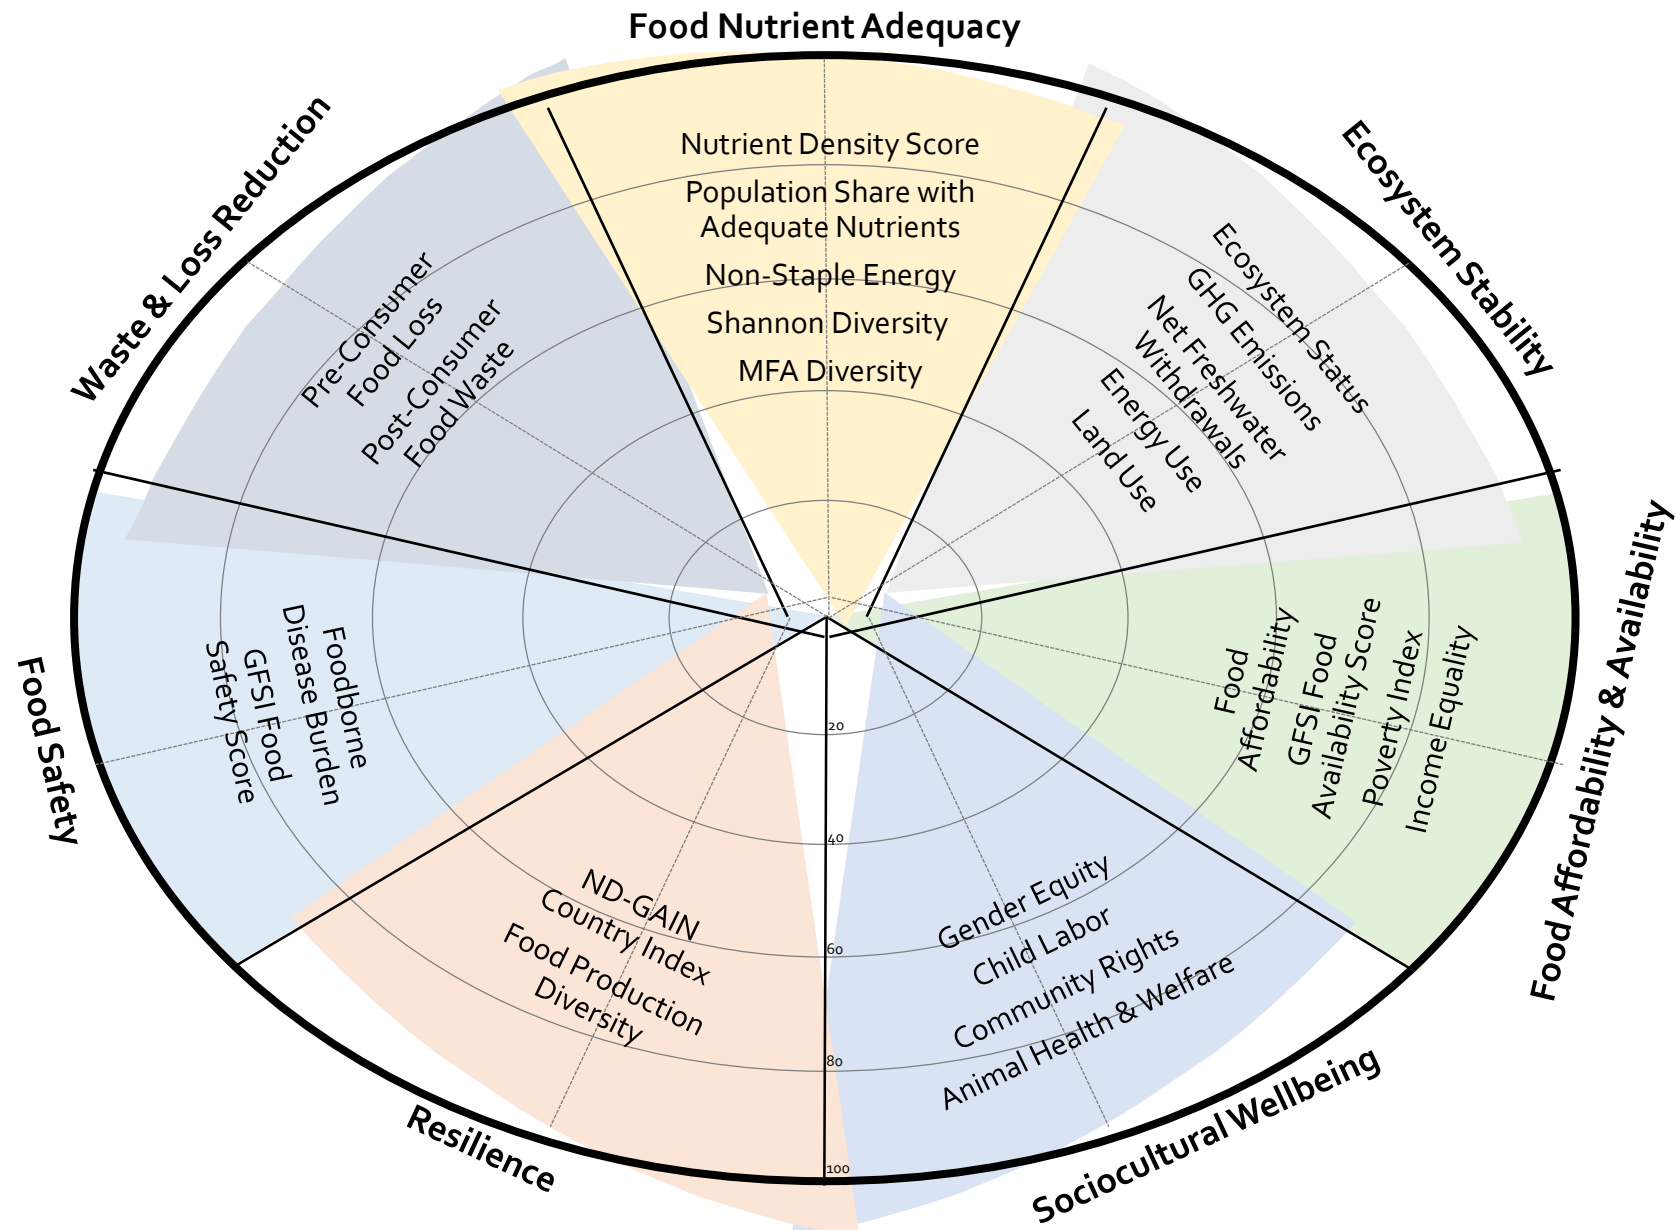 Food Nutrient Adequacy
Nutrient Density Score
Population Share with
Adequate Nutrients
Non-Staple Energy
Shannon Diversity
MFA Diversity
Ecosystem Stability
Ecosystem Status
GHG Emissions
Net Freshwater
Withdrawals
Energy Use
Land Use
Food Affordability & Availability
Food
Affordability
GFSI Food
Availability Score
Poverty Index
Income Equality
Sociocultural Wellbeing
Gender Equity
Child Labor
Community Rights
Animal Health & Welfare
Resilience
ND-GAIN
Country Index
Food Production
Diversity
Food Safety
Foodborne
Disease Burden
GFSI Food
Safety Score
Waste & Loss Reduction
Pre-Consumer
Food Loss
Post-Consumer
Food Waste
20
40
60
80
100